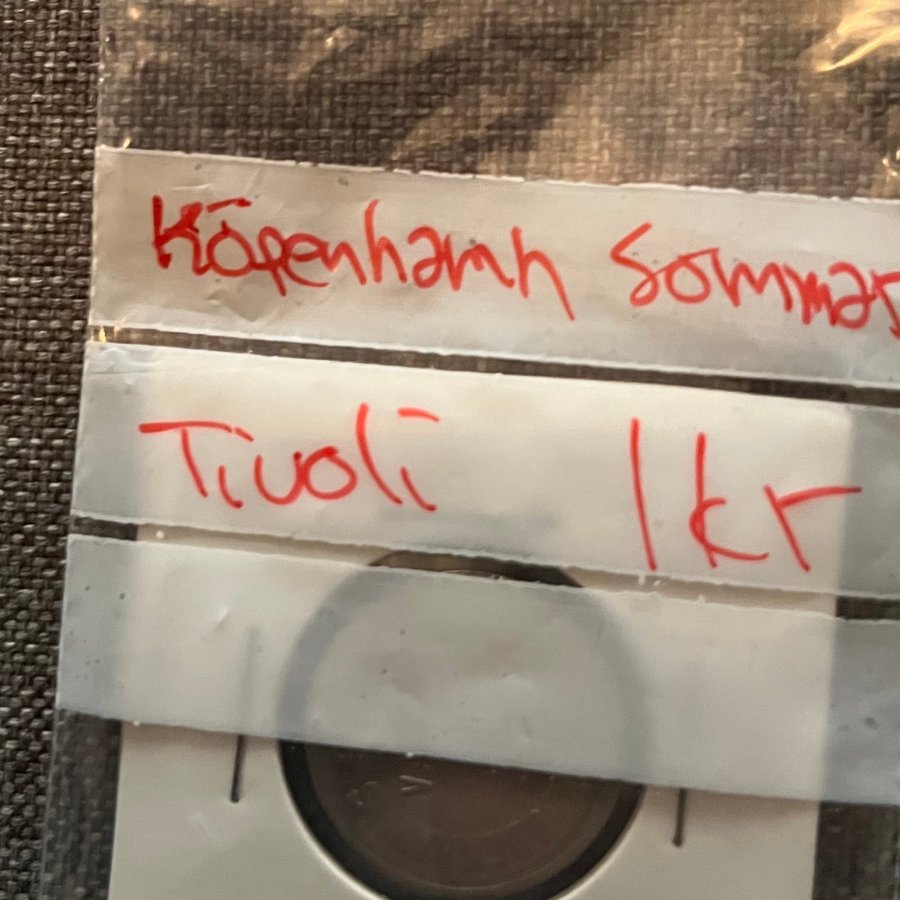 Köpenhamn Sommar
Tivoli 1kr